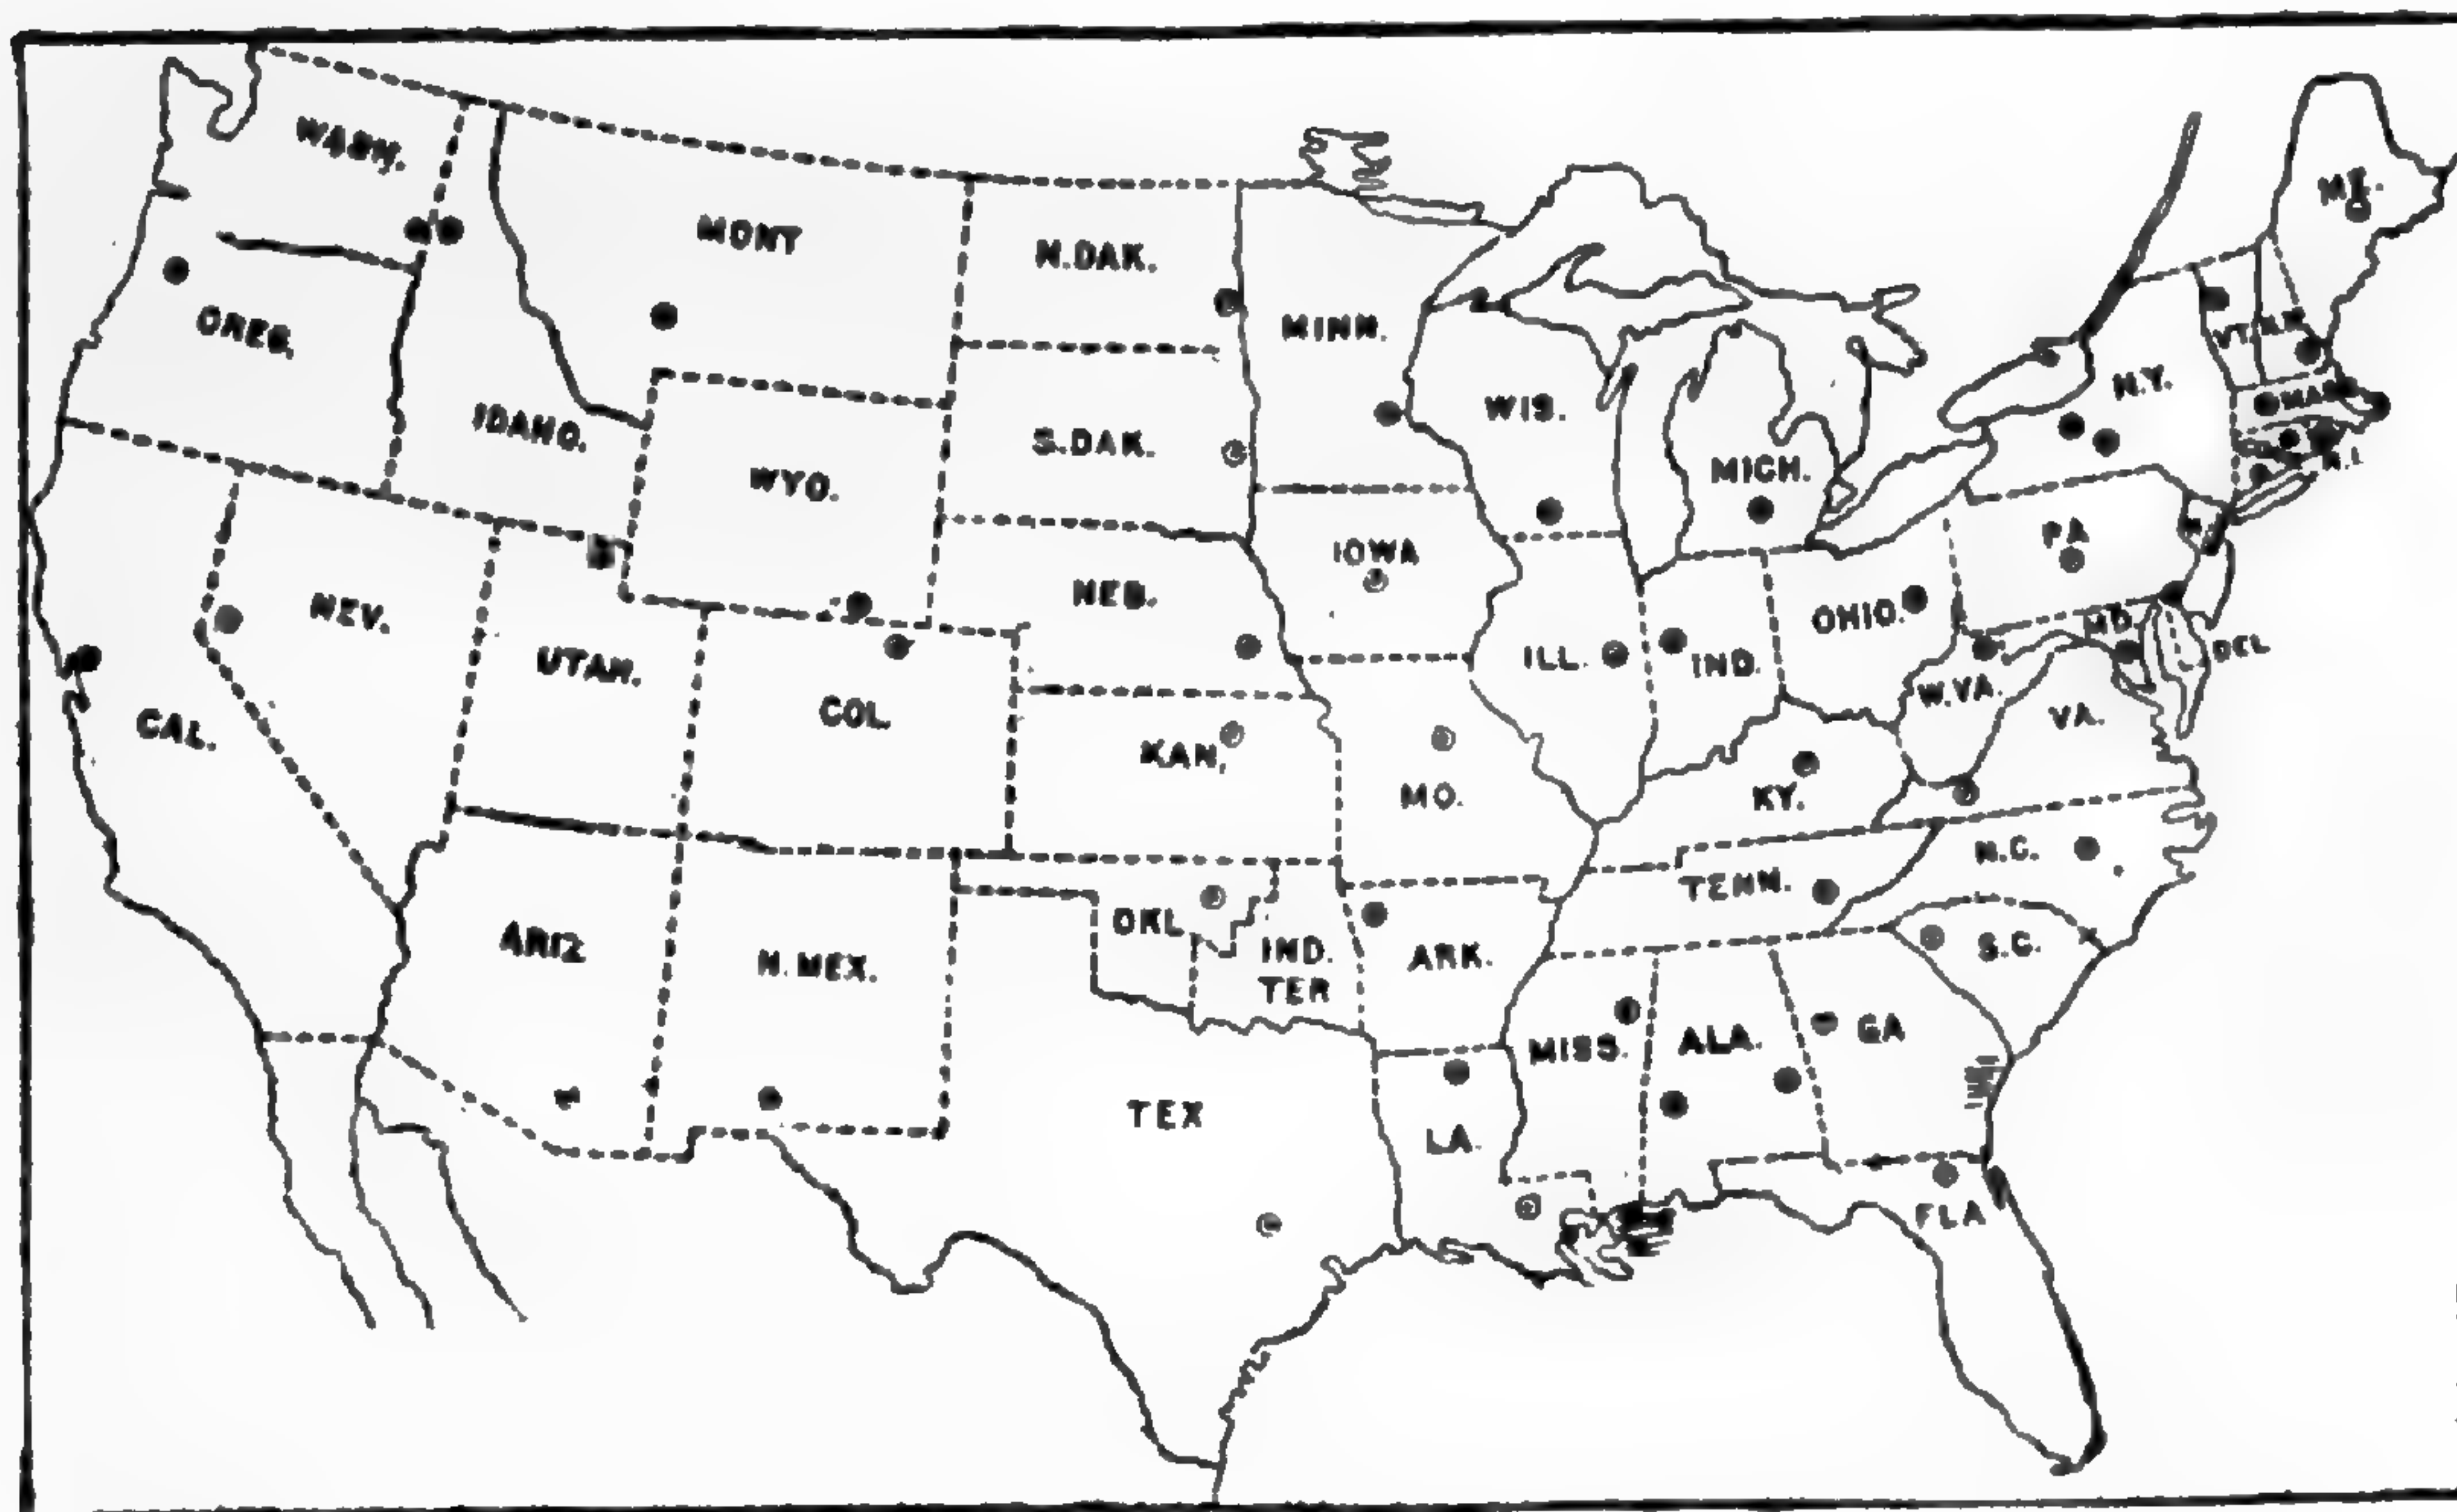 WASH.
MONT
N.DAK.
MINN.
OREG.
IDAHO.
WYO.
S.DAK.
WIS.
MICH.
N.Y.
VT.
N.H.
ME.
IOWA
NEB.
PA
NEV.
UTAH.
COL
KAN.
ILL.
IND.
OHIO.
MD.
DEL
W.VA.
VA.
CAL.
MO.
KY.
TENN.
N.C.
ARIZ
N.MEX.
OKL
IND.
TER
ARK.
S.C.
MISS.
ALA.
GA
TEX
LA.
FLA